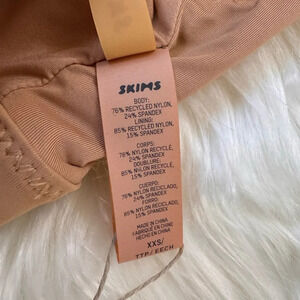 SKIMS
BODY:
76% RECYCLED NYLON,
24% SPANDEX
LINING:
85% RECYCLED NYLON,
15% SPANDEX
CORPS:
76% NYLON RECYCLÉ,
24% SPANDEX
DOUBLURE:
85% NYLON RECYCLÉ,
15% SPANDEX
CUERPO:
76% NYLON RECICLADO,
24% SPANDEX
FORRO:
85% NYLON RECICLADO,
15% SPANDEX
MADE IN CHINA
FABRIQUÉ EN CHINE
HECHO EN CHINA
XXS/